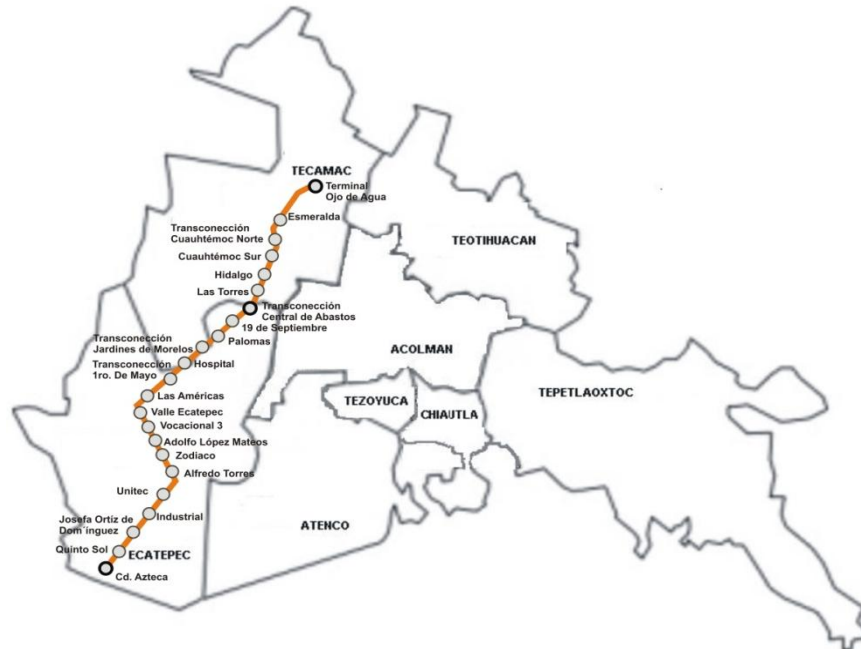 TECAMAC
Terminal
Ojo de Agua
Esmeralda
Transconección
Cuauhtémoc Norte
TEOTIHUACAN
Cuauhtémoc Sur
Hidalgo
Las Torres
Transconección
Central de Abastos
19 de Septiembre
Palomas
Transconección
Jardines de Morelos
ACOLMAN
Hospital
Transconección
1ro. De Mayo
TEPETLAOXTOC
Las Américas
TEZOYUCA
CHIAUTLA
Valle Ecatepec
Vocacional 3
Adolfo López Mateos
Zodiaco
Alfredo Torres
Unitec
Industrial
Josefa Ortíz de
Dom´ínguez
ATENCO
Quinto Sol
ECATEPEC
Cd. Azteca